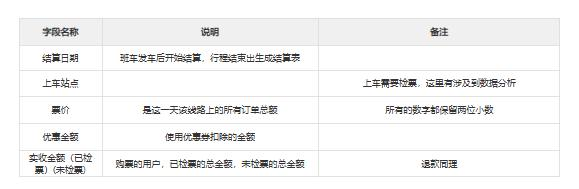 字段名称 说明 备注
结算日期 班车发车后开始结算，行程结束出生成结算表
上车站点 上车需要检票，这里有涉及到数据分析
票价 是这一天该线路上的所有订单总额 所有的数字都保留两位小数
优惠全额 使用优惠券扣除的全额
实收全额（已检
票）(未检票) 购票的用户，已检票的总全额，未检票的总全额 退款同理